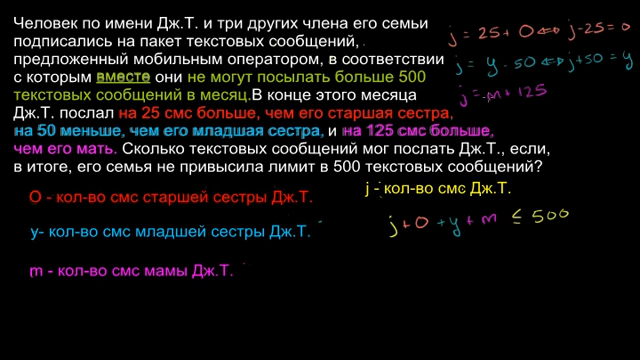 Человек по имени Дж.Т. и три других члена его семьи
подписались на пакет текстовых сообщений,
предложенный мобильным оператором, в соответствии
с которым вместе они не могут посылать больше 500
текстовых сообщений в месяц.В конце этого месяца
Дж.Т. послал на 25 смс больше, чем его старшая сестра,
на 50 меньше, чем его младшая сестра, и на 125 смс больше,
чем его мать. Сколько текстовых сообщений мог послать Дж.Т., если,
в итоге, его семья не привысила лимит в 500 текстовых сообщений?
j = 25 + O ⇔ j - 25 = O
j = y - 50 ⇔ j + 50 = y
j = m + 125
O - кол-во смс старшей сестры Дж.Т.
y- кол-во смс младшей сестры Дж.Т.
m - кол-во смс мамы Дж.Т.
j - кол-во смс Дж.Т.
j + O + y + m ≤ 500